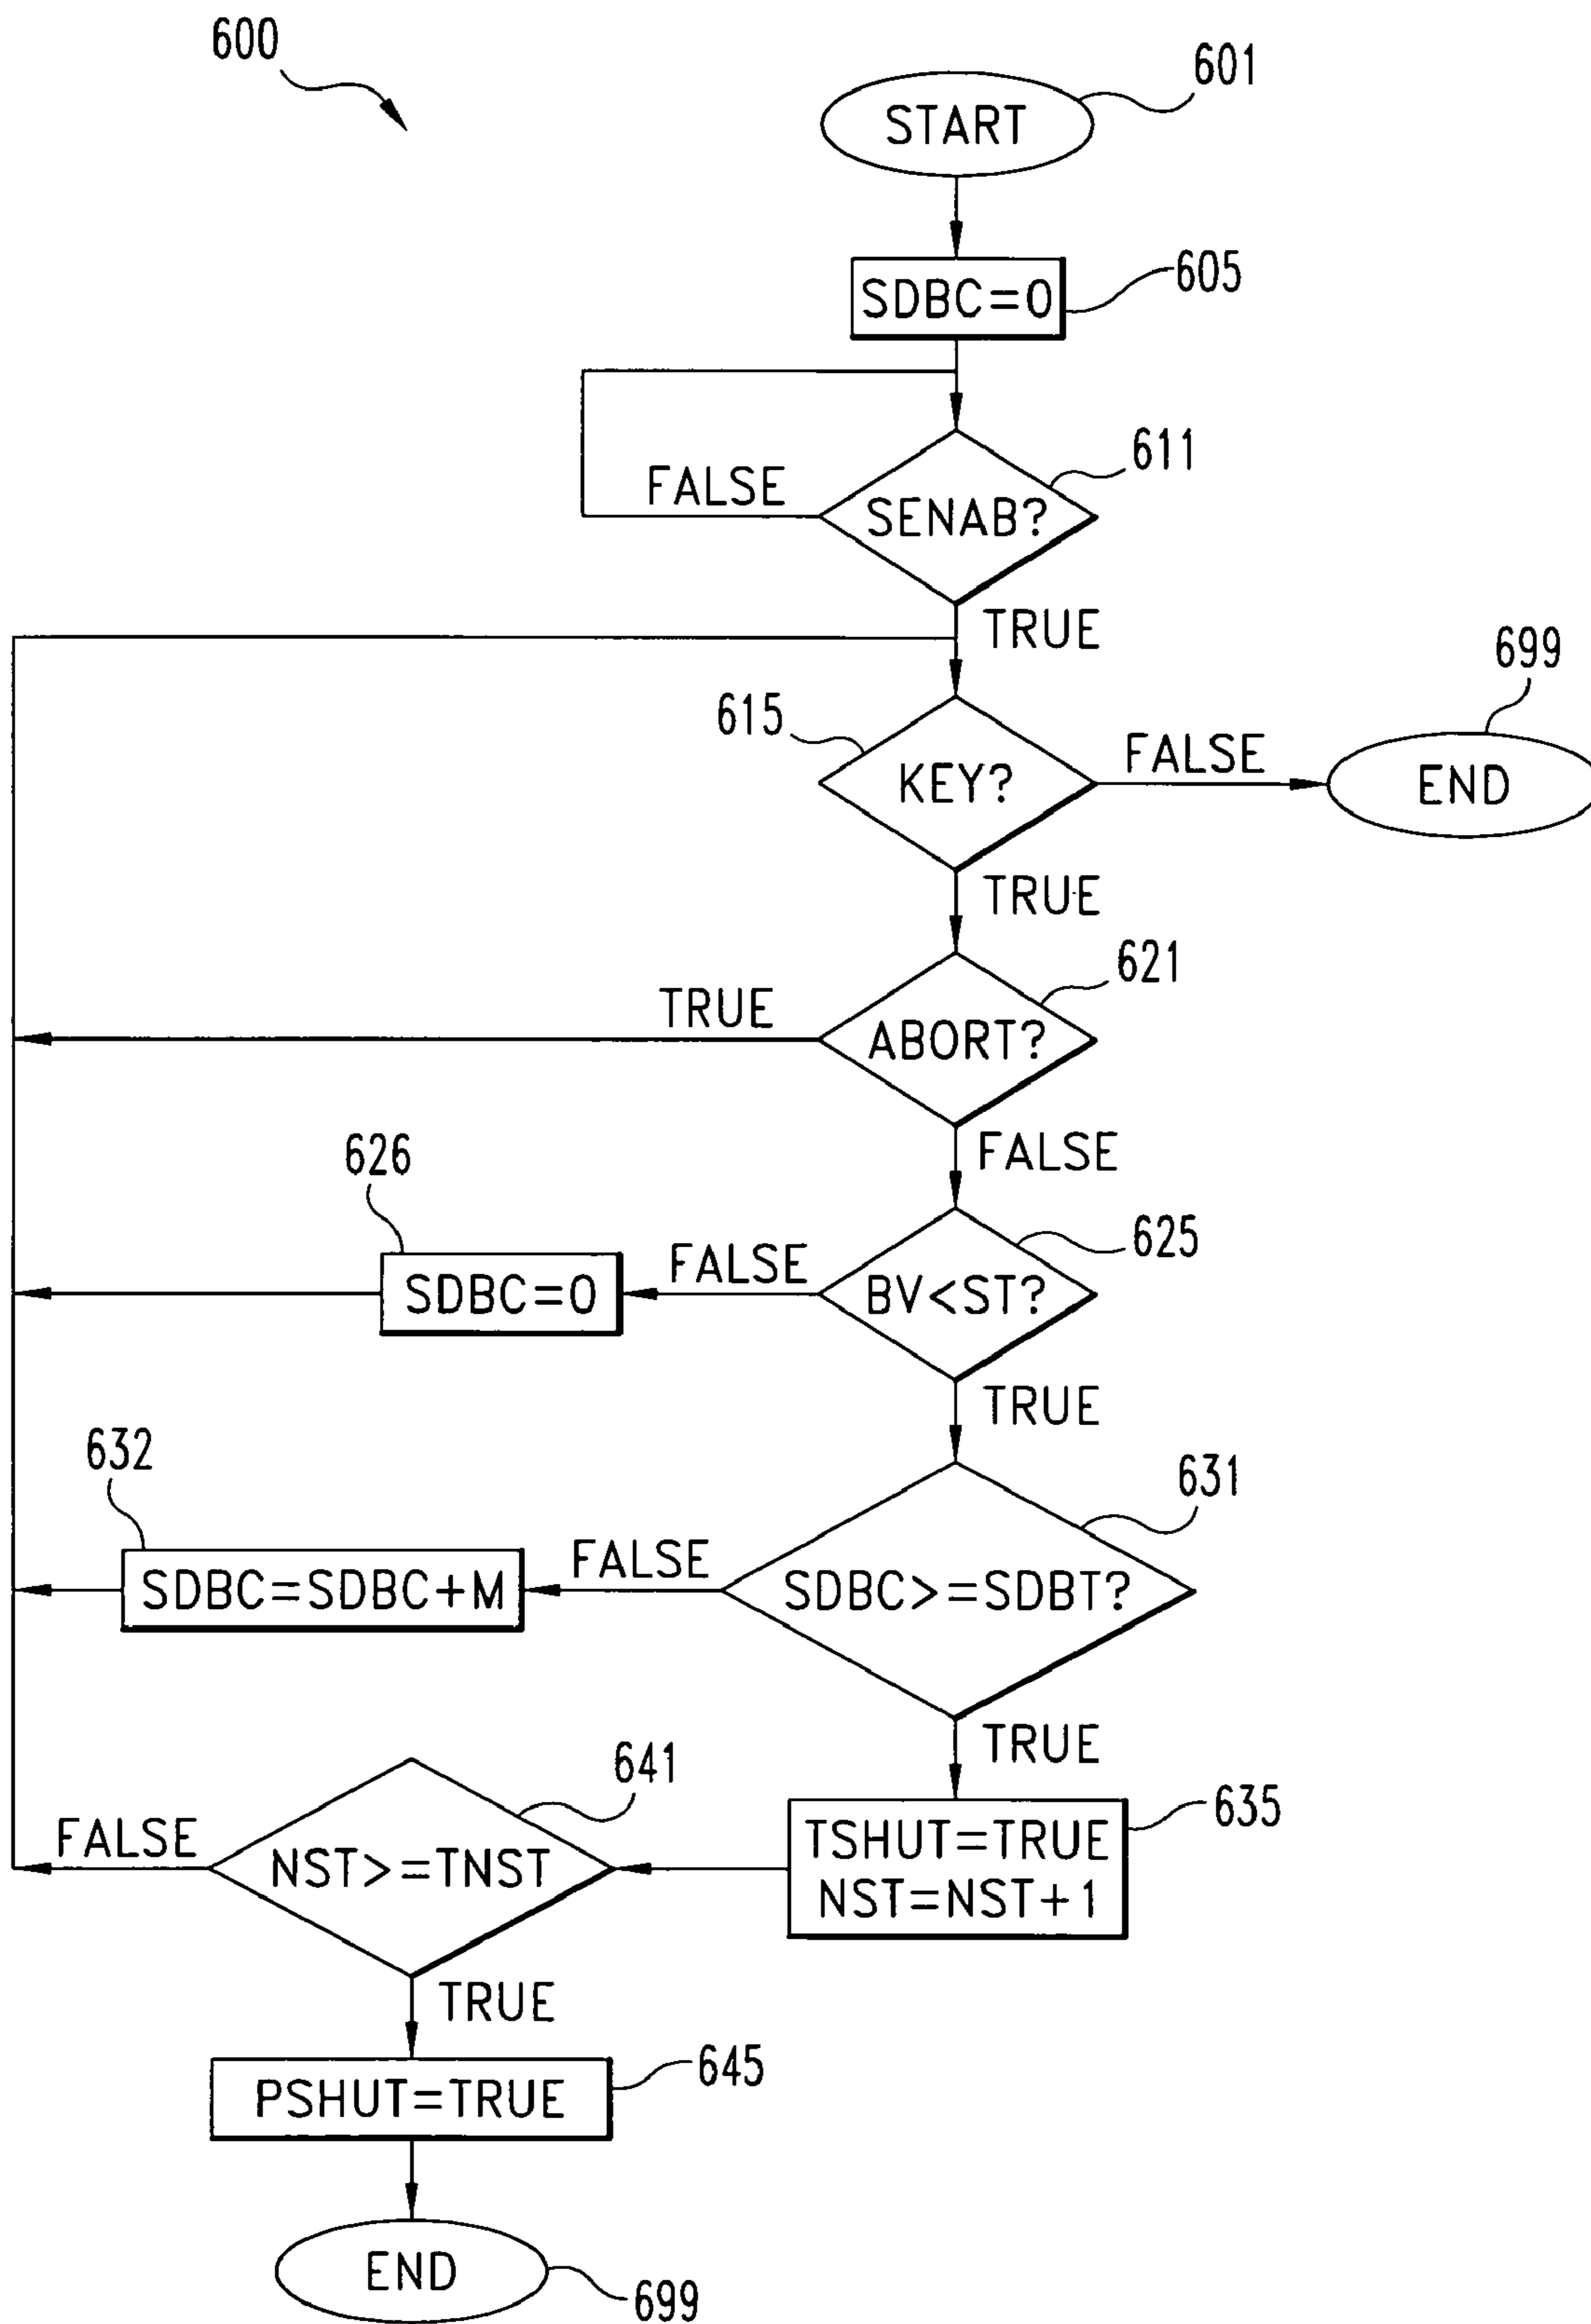 600
601
START
SDBC=0
605
611
FALSE
SENAB?
TRUE
699
615
KEY?
FALSE
END
TRUE
621
TRUE
ABORT?
626
FALSE
625
FALSE
SDBC=0
BV<ST?
TRUE
632
631
FALSE
SDBC=SDBC+M
SDBC>=SDBT?
TRUE
641
635
FALSE
TSHUT=TRUE
NST>=TNST
NST=NST+1
TRUE
645
PSHUT=TRUE
END
699